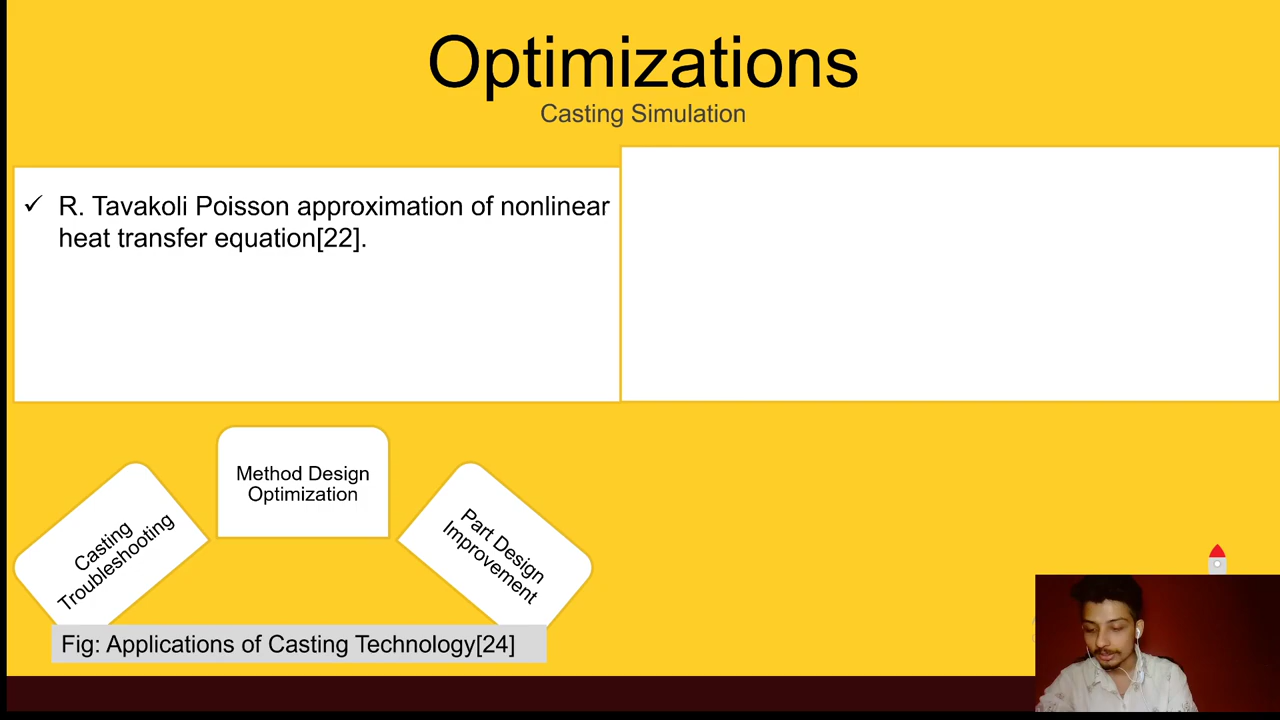 Optimizations
Casting Simulation
✓ R. Tavakoli Poisson approximation of nonlinear
heat transfer equation[22].
Casting
Troubleshooting
Method Design
Optimization
Part Design
Improvement
Fig: Applications of Casting Technology[24]